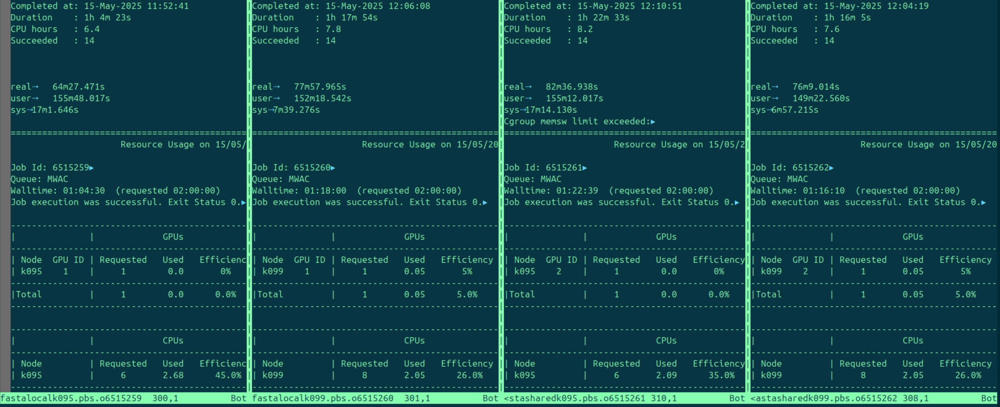 Completed at: 15-May-2025 11:52:41
Duration    : 1h 4m 23s
CPU hours   : 6.4
Succeeded   : 14
real→   64m27.471s
user→   155m48.017s
sys→17m1.646s
=============================================
Resource Usage on 15/05/
Job Id: 6515259▸
Queue: MWAC
Walltime: 01:04:30  (requested 02:00:00)
Job execution was successful. Exit Status 0.▸
---------------------------------------------
|              |             GPUs
---------------------------------------------
| Node  GPU ID | Requested   Used   Efficienc
| k095    1    |     1        0.0       0%
---------------------------------------------
|Total         |     1        0.0      0.0%
---------------------------------------------
---------------------------------------------
|              |             CPUs
---------------------------------------------
| Node         | Requested   Used   Efficienc
| k095         |     6       2.68      45.0%
---------------------------------------------
fastalocalk095.pbs.o6515259  300,1          Bot
Completed at: 15-May-2025 12:06:08
Duration    : 1h 17m 54s
CPU hours   : 7.8
Succeeded   : 14
real→   77m57.965s
user→   152m18.542s
sys→7m39.276s
===============================================
Resource Usage on 15/05/20
Job Id: 6515260▸
Queue: MWAC
Walltime: 01:18:00  (requested 02:00:00)
Job execution was successful. Exit Status 0.▸
-----------------------------------------------
|              |             GPUs
-----------------------------------------------
| Node  GPU ID | Requested   Used   Efficiency
| k099    1    |     1       0.05       5%
-----------------------------------------------
|Total         |     1       0.05      5.0%
-----------------------------------------------
-----------------------------------------------
|              |             CPUs
-----------------------------------------------
| Node         | Requested   Used   Efficiency
| k099         |     8       2.05      26.0%
-----------------------------------------------
fastalocalk099.pbs.o6515260  301,1          Bot
Completed at: 15-May-2025 12:10:51
Duration    : 1h 22m 33s
CPU hours   : 8.2
Succeeded   : 14
real→   82m36.938s
user→   155m12.017s
sys→17m14.130s
Cgroup memsw limit exceeded:▸
==============================================
Resource Usage on 15/05/2
Job Id: 6515261▸
Queue: MWAC
Walltime: 01:22:39  (requested 02:00:00)
Job execution was successful. Exit Status 0.▸
----------------------------------------------
|              |             GPUs
----------------------------------------------
| Node  GPU ID | Requested   Used   Efficiency
| k095    2    |     1        0.0       0%
----------------------------------------------
|Total         |     1        0.0      0.0%
----------------------------------------------
----------------------------------------------
|              |             CPUs
----------------------------------------------
| Node         | Requested   Used   Efficiency
| k095         |     6       2.09      35.0%
----------------------------------------------
<stasharedk095.pbs.o6515261 310,1          Bot
Completed at: 15-May-2025 12:04:19
Duration    : 1h 16m 5s
CPU hours   : 7.6
Succeeded   : 14
real→   76m9.014s
user→   149m22.560s
sys→6m57.215s
===============================================
Resource Usage on 15/05/20
Job Id: 6515262▸
Queue: MWAC
Walltime: 01:16:10  (requested 02:00:00)
Job execution was successful. Exit Status 0.▸
-----------------------------------------------
|              |             GPUs
-----------------------------------------------
| Node  GPU ID | Requested   Used   Efficiency
| k099    2    |     1       0.05       5%
-----------------------------------------------
|Total         |     1       0.05      5.0%
-----------------------------------------------
-----------------------------------------------
|              |             CPUs
-----------------------------------------------
| Node         | Requested   Used   Efficiency
| k099         |     8       2.05      26.0%
-----------------------------------------------
<astasharedk099.pbs.o6515262 308,1          Bot